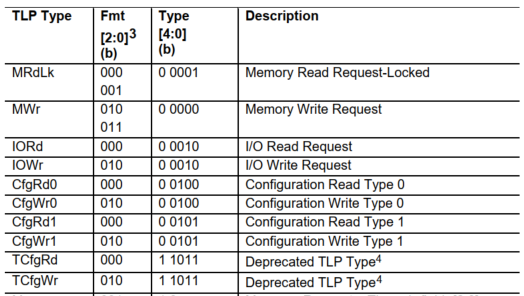 TLP Type Fmt [2:0]3 (b) Type [4:0] (b) Description
MRdLk 000 001 0 0001 Memory Read Request-Locked
MWr 010 011 0 0000 Memory Write Request
IORd 000 0 0010 I/O Read Request
IOWr 010 0 0010 I/O Write Request
CfgRd0 000 0 0100 Configuration Read Type 0
CfgWr0 010 0 0100 Configuration Write Type 0
CfgRd1 000 0 0101 Configuration Read Type 1
CfgWr1 010 0 0101 Configuration Write Type 1
TCfgRd 000 1 1011 Deprecated TLP Type4
TCfgWr 010 1 1011 Deprecated TLP Type4